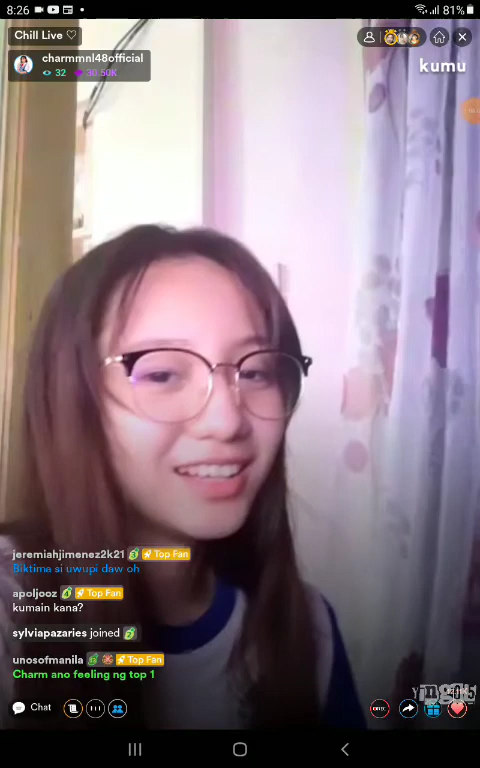 8:26
81%
Chill Live ♡
charmmnl48official
32 30.50K
kumu
jeremiahjimenez2k21 Top Fan
Biktima si uwupi daw oh
apoljooz Top Fan
kumain kana?
sylviapazaries joined
unosofmanila Top Fan
Charm ano feeling ng top 1
Chat